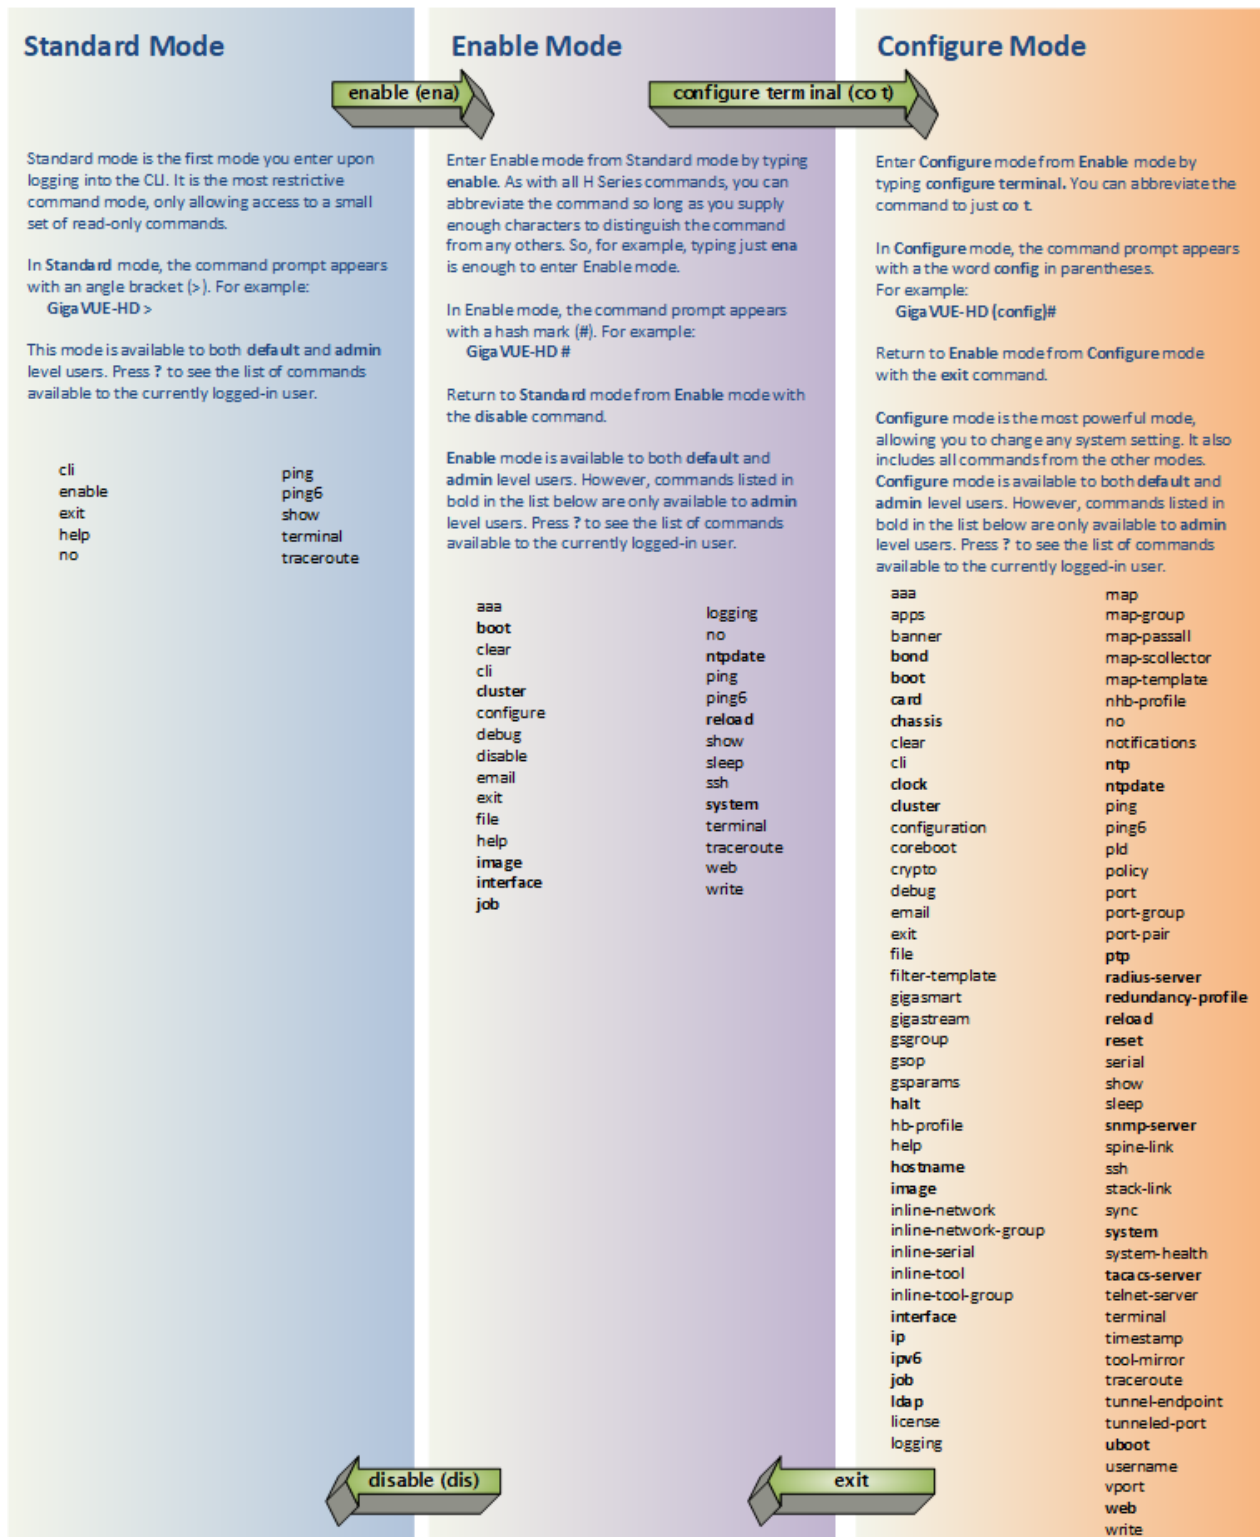 Standard Mode
enable (ena)
Standard mode is the first mode you enter upon
logging into the CLI. It is the most restrictive
command mode, only allowing access to a small
set of read-only commands.
In Standard mode, the command prompt appears
with an angle bracket (>). For example:
GigaVUE-HD >
This mode is available to both default and admin
level users. Press ? to see the list of commands
available to the currently logged-in user.
cli
enable
exit
help
no
ping
ping6
show
terminal
traceroute
disable (dis)
Enable Mode
configure terminal (co t)
Enter Enable mode from Standard mode by typing
enable. As with all H Series commands, you can
abbreviate the command so long as you supply
enough characters to distinguish the command
from any others. So, for example, typing just ena
is enough to enter Enable mode.
In Enable mode, the command prompt appears
with a hash mark (#). For example:
GigaVUE-HD #
Return to Standard mode from Enable mode with
the disable command.
Enable mode is available to both default and
admin level users. However, commands listed in
bold in the list below are only available to admin
level users. Press ? to see the list of commands
available to the currently logged-in user.
aaa
boot
clear
cli
cluster
configure
debug
disable
email
exit
file
help
image
interface
job
logging
no
ntpdate
ping
ping6
reload
show
sleep
ssh
system
terminal
traceroute
web
write
exit
Configure Mode
Enter Configure mode from Enable mode by
typing configure terminal. You can abbreviate the
command to just co t.
In Configure mode, the command prompt appears
with a the word config in parentheses.
For example:
GigaVUE-HD (config)#
Return to Enable mode from Configure mode
with the exit command.
Configure mode is the most powerful mode,
allowing you to change any system setting. It also
includes all commands from the other modes.
Configure mode is available to both default and
admin level users. However, commands listed in
bold in the list below are only available to admin
level users. Press ? to see the list of commands
available to the currently logged-in user.
aaa
apps
banner
bond
boot
card
chassis
clear
cli
clock
cluster
configuration
coreboot
crypto
debug
email
exit
file
filter-template
gigasmart
gigastream
gsgroup
gsop
gsparams
halt
hb-profile
help
hostname
image
inline-network
inline-network-group
inline-serial
inline-tool
inline-tool-group
interface
ip
ipv6
job
ldap
license
logging
map
map-group
map-passall
map-scollector
map-template
nhb-profile
no
notifications
ntp
ntpdate
ping
ping6
pld
policy
port
port-group
port-pair
ptp
radius-server
redundancy-profile
reload
reset
serial
show
sleep
snmp-server
spine-link
ssh
stack-link
sync
system
system-health
tacacs-server
telnet-server
terminal
timestamp
tool-mirror
traceroute
tunnel-endpoint
tunneled-port
uboot
username
vport
web
write